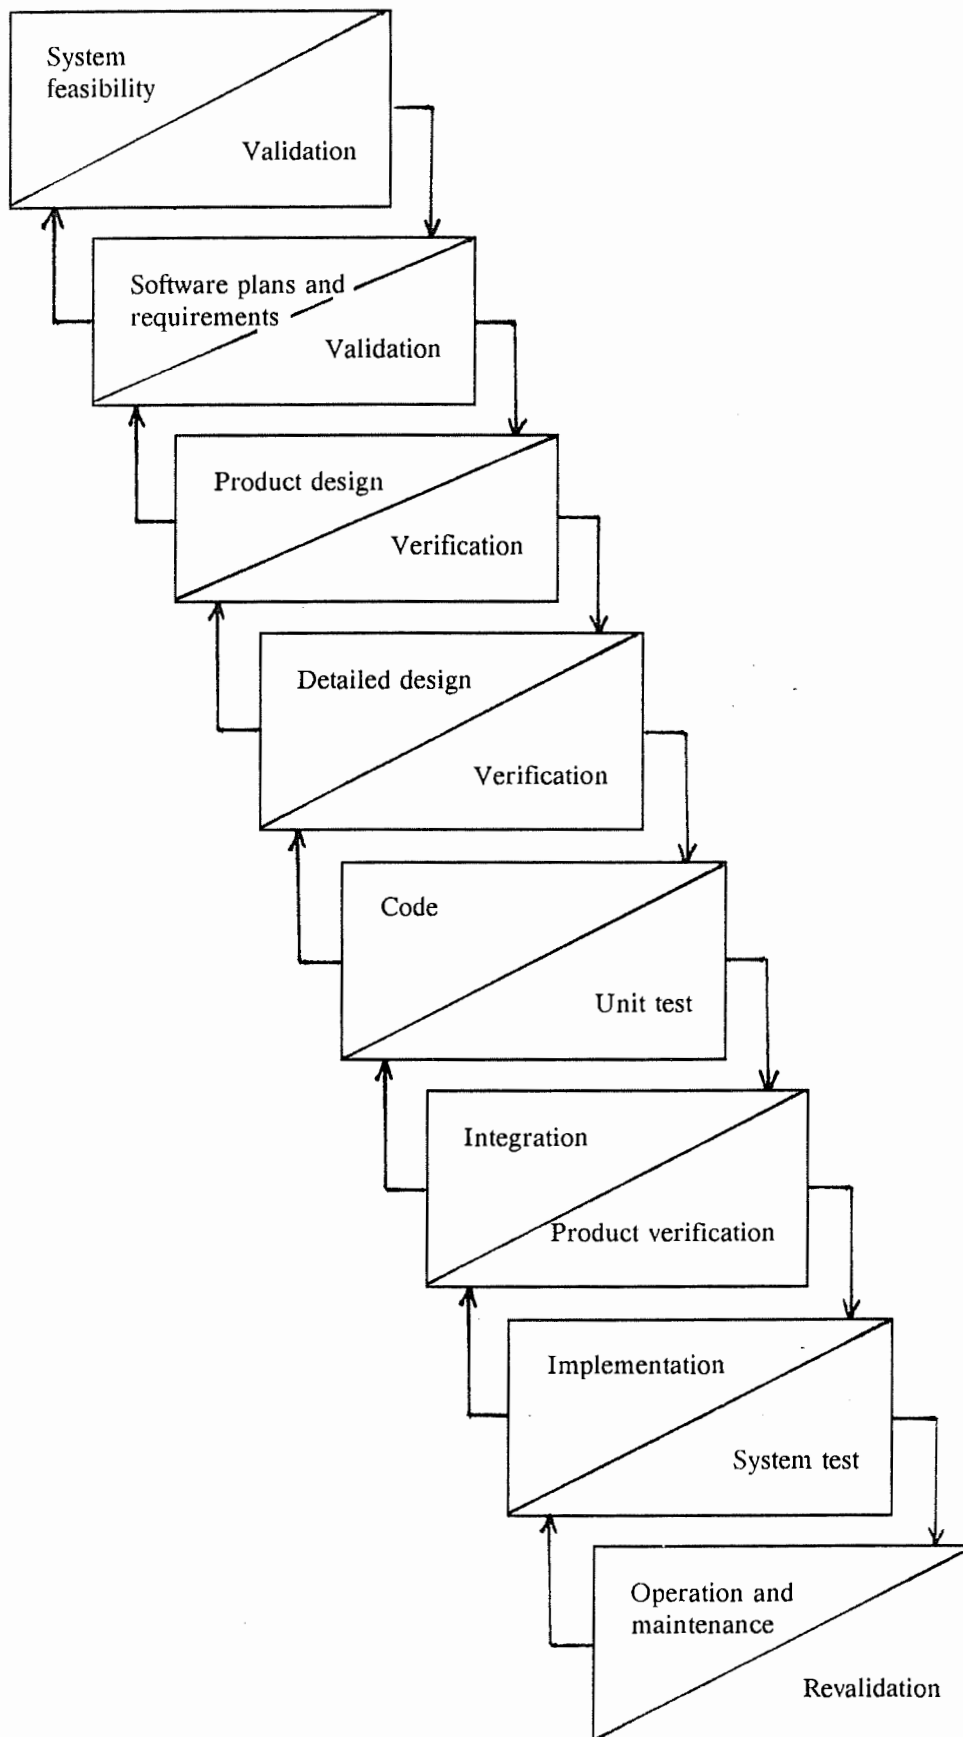 System
feasibility
Validation
Software plans and
requirements
Validation
Product design
Verification
Detailed design
Verification
Code
Unit test
Integration
Product verification
Implementation
System test
Operation and
maintenance
Revalidation